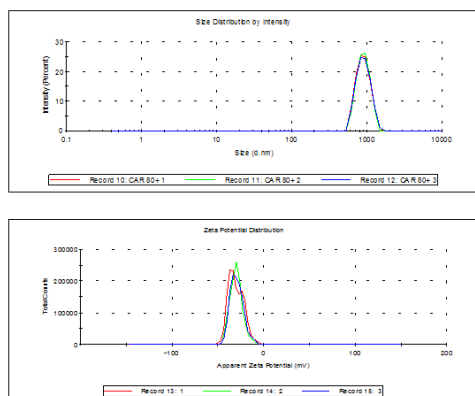 Size Distribution by Intensity
30
20
10
0
Intensity (Percent)
0.1 1 10 100 1000 10000
Size (d.nm)
Record 10: CAR 80+ 1 Record 11: CAR 80+ 2 Record 12: CAR 80+ 3
Zeta Potential Distribution
300000
200000
100000
0
Total Counts
-100 0 100 200
Apparent Zeta Potential (mV)
Record 13: 1 Record 14: 2 Record 15: 3